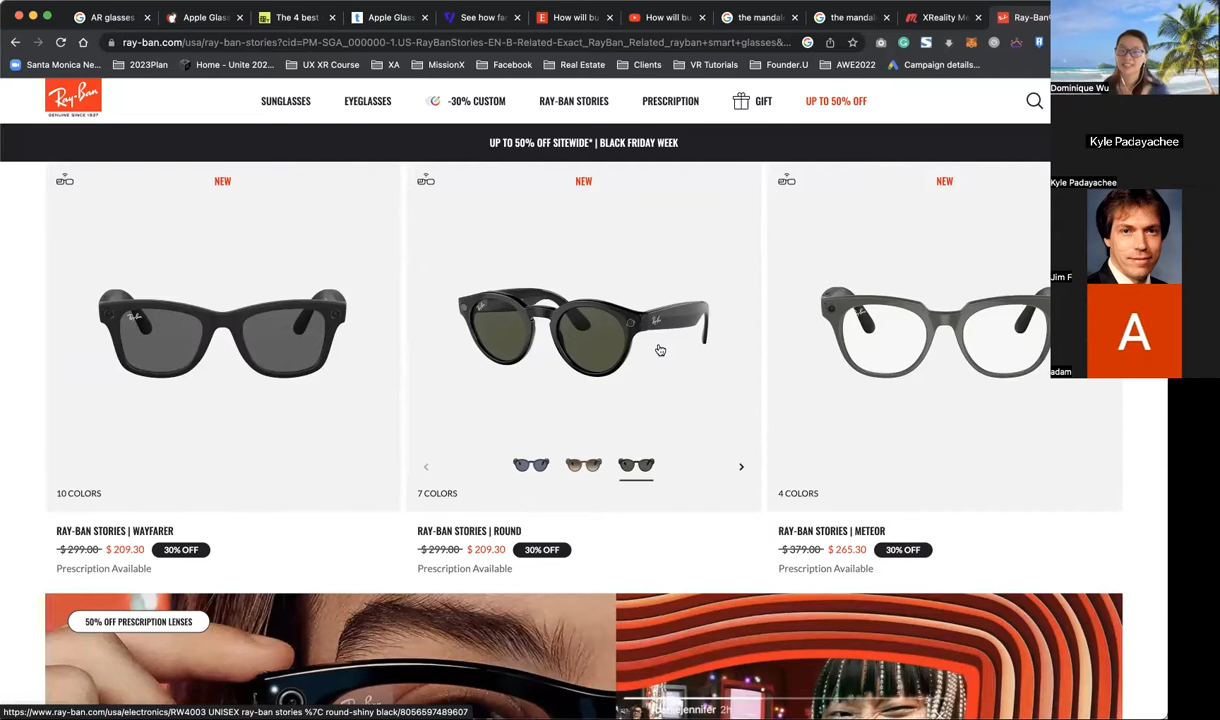 AR glasses
Apple Glas
The 4 best
Apple Glass
See how fa
How will bu
How will bu
the mandal
the mandal
XReality Me
Ray-Ban
ray-ban.com/usa/ray-ban-stories?cid=PM-SGA_000000-1.US-RayBanStories-EN-B-Related-Exact_RayBan_Related_rayban+smart+glasses&...
Santa Monica Ne...
2023Plan
Home - Unite 202...
UX XR Course
XA
MissionX
Facebook
Real Estate
Clients
VR Tutorials
Founder.U
AWE2022
Campaign details...
Dominique Wu
Ray-Ban
GENUINE SINCE 1937
SUNGLASSES
EYEGLASSES
-30% CUSTOM
RAY-BAN STORIES
PRESCRIPTION
GIFT
UP TO 50% OFF
Kyle Padayachee
Kyle Padayachee
UP TO 50% OFF SITEWIDE* | BLACK FRIDAY WEEK
NEW
NEW
NEW
Jim F
A
adam
10 COLORS
7 COLORS
4 COLORS
RAY-BAN STORIES | WAYFARER
$ 299.00 $ 209.30 30% OFF
Prescription Available
RAY-BAN STORIES | ROUND
$ 299.00 $ 209.30 30% OFF
Prescription Available
RAY-BAN STORIES | METEOR
$ 379.00 $ 265.30 30% OFF
Prescription Available
50% OFF PRESCRIPTION LENSES
https://www.ray-ban.com/usa/electronics/RW4003 UNISEX ray-ban stories %7C round-shiny black/8056597489607